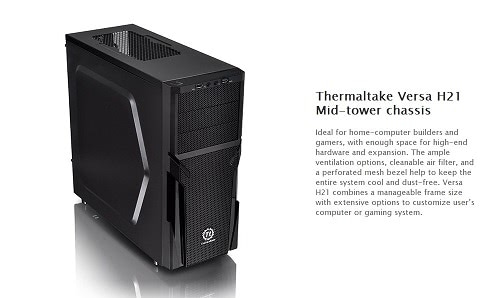 Thermaltake Versa H21
Mid-tower chassis
Ideal for home-computer builders and
gamers, with enough space for high-end
hardware and expansion. The ample
ventilation options, cleanable air filter, and
a perforated mesh bezel help to keep the
entire system cool and dust-free. Versa
H21 combines a manageable frame size
with extensive options to customize user's
computer or gaming system.